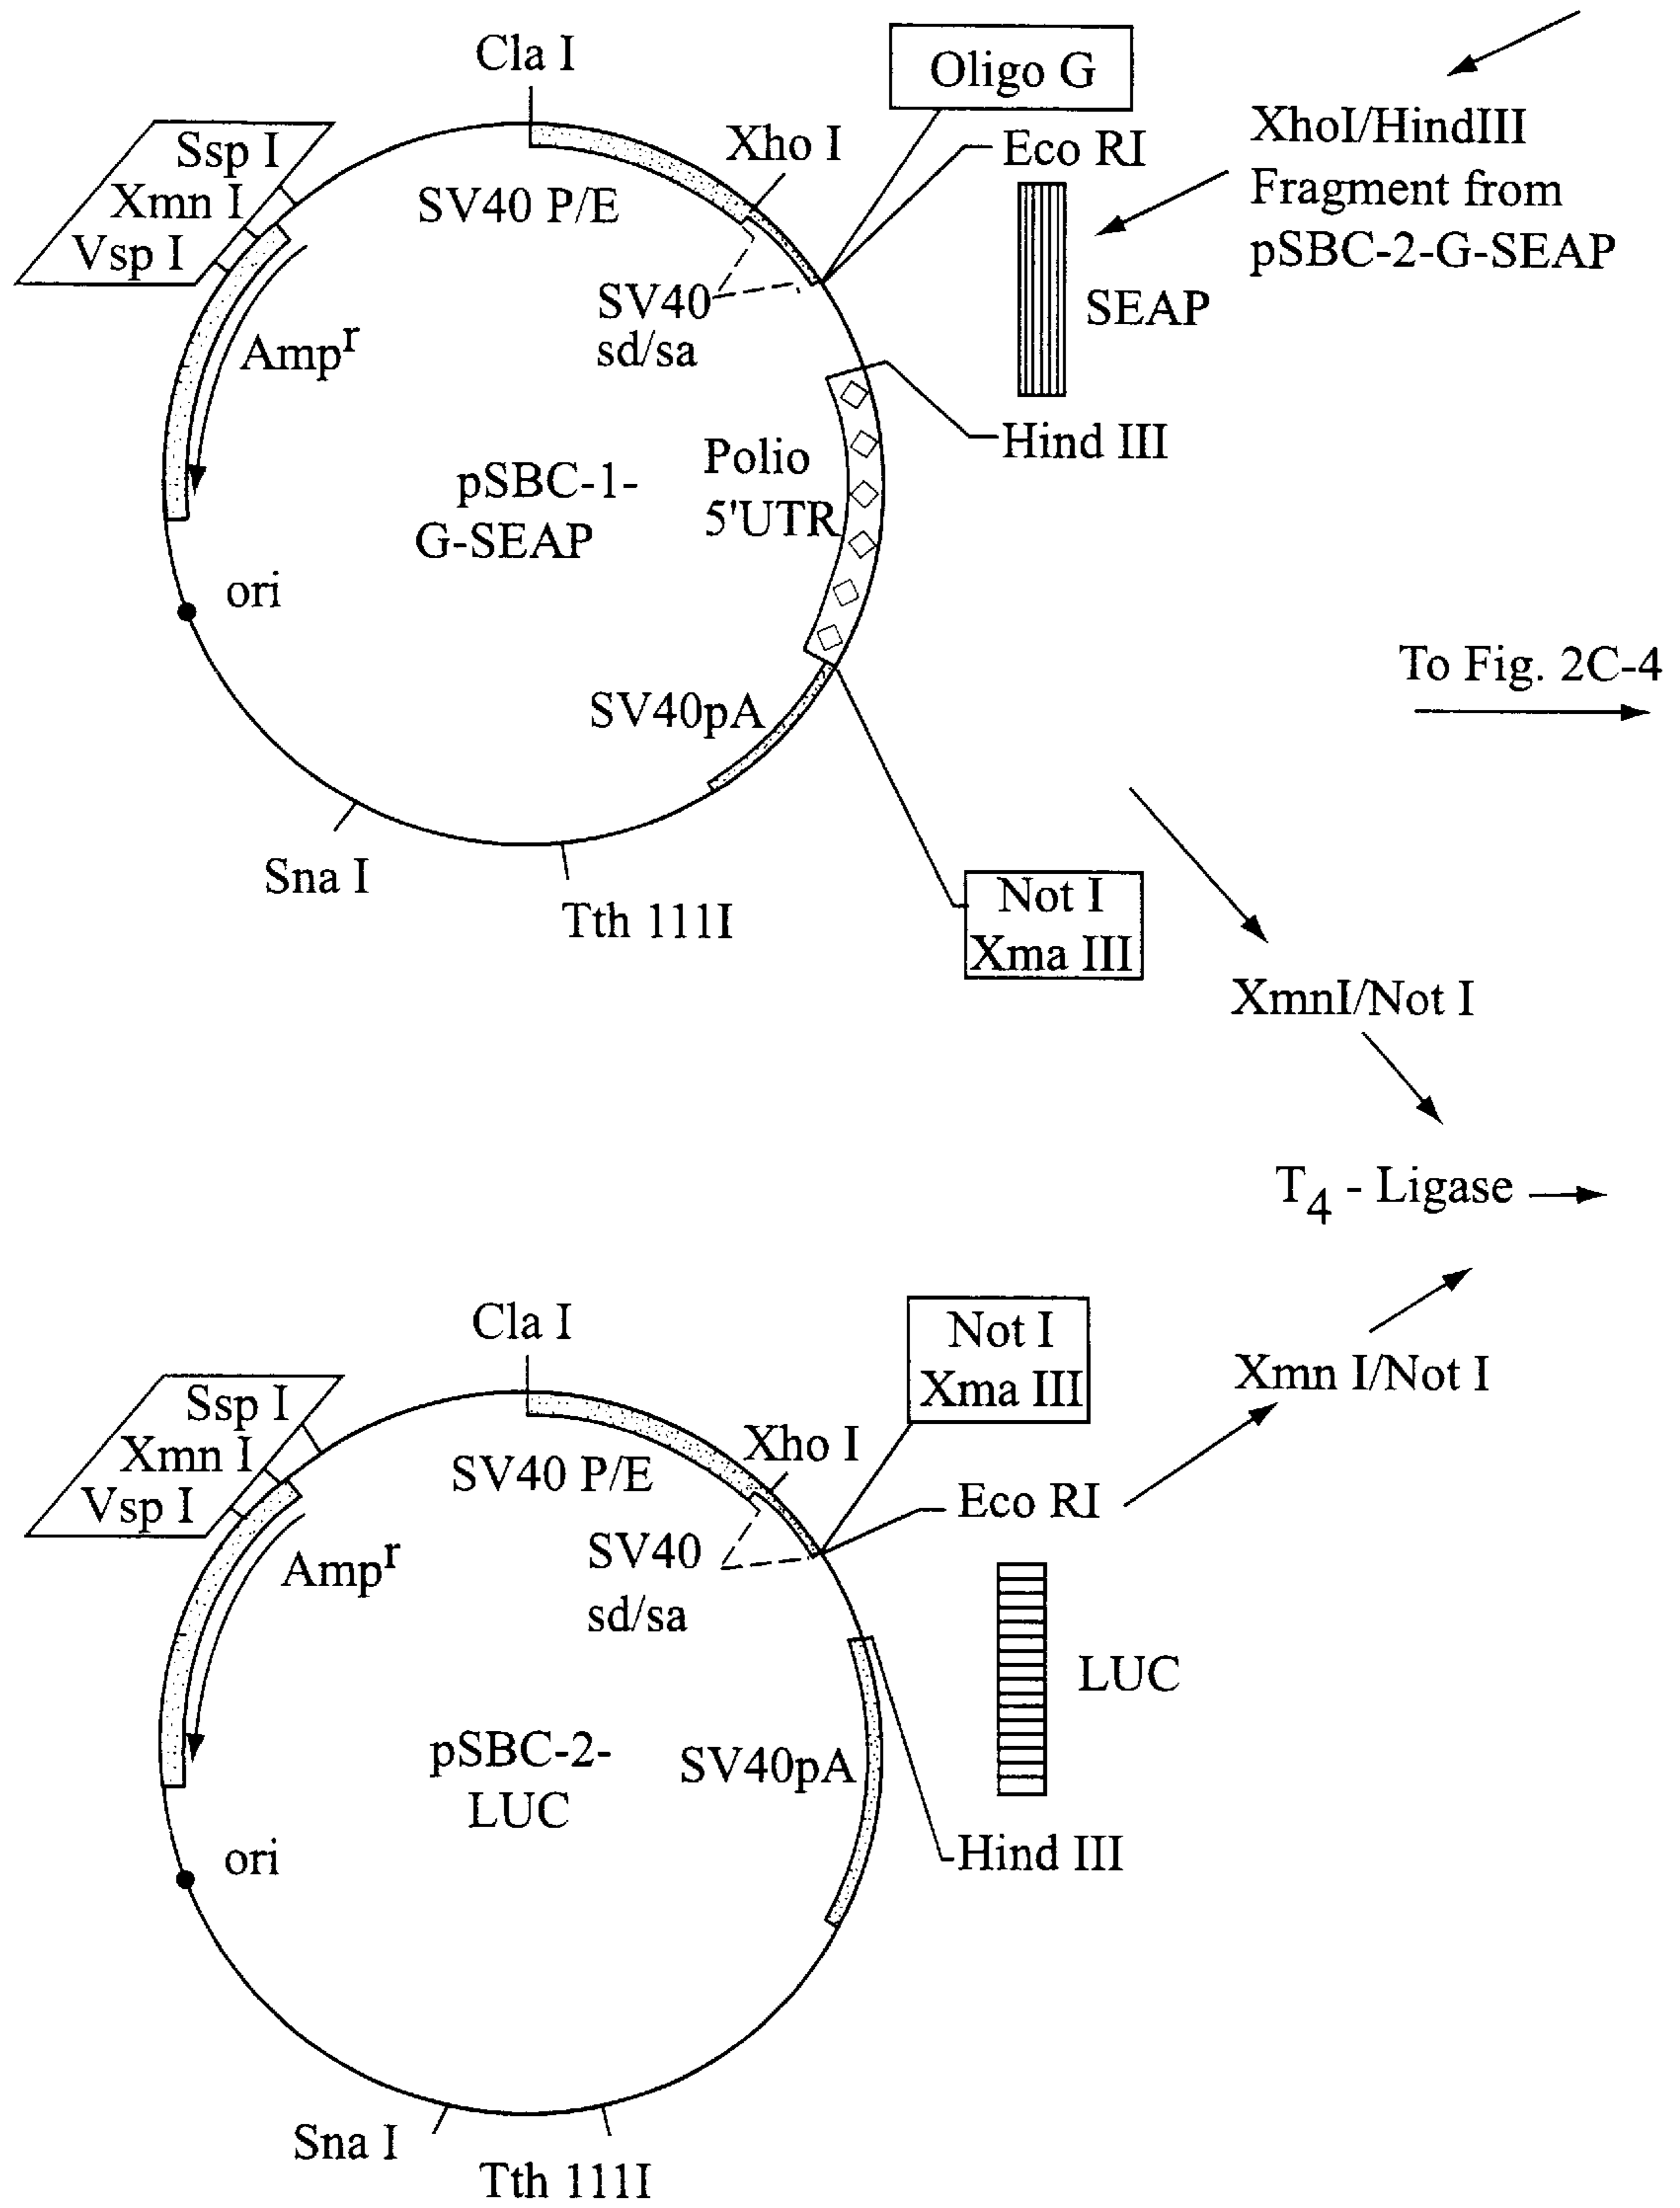 Cla I
Oligo G
Ssp I
Xmn I
Vsp I
Xho I
Eco RI
XhoI/HindIII
Fragment from
pSBC-2-G-SEAP
SV40 P/E
SV40
sd/sa
SEAP
Amp^r
Hind III
Polio
5'UTR
pSBC-1-
G-SEAP
ori
To Fig. 2C-4
SV40pA
Sna I
Tth 111I
Not I
Xma III
XmnI/Not I
T4 - Ligase
Cla I
Not I
Xma III
Xmn I/Not I
Ssp I
Xmn I
Vsp I
Xho I
SV40 P/E
Eco RI
SV40
sd/sa
Amp^r
LUC
pSBC-2-
LUC
SV40pA
Hind III
ori
Sna I
Tth 111I